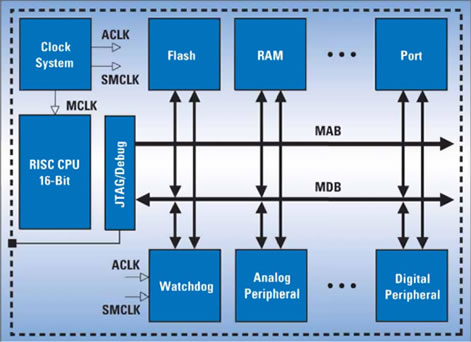 ACLK
Clock
System
SMCLK
Flash
RAM
Port
MCLK
RISC CPU
16-Bit
JTAG/Debug
MAB
MDB
ACLK
SMCLK
Watchdog
Analog
Peripheral
Digital
Peripheral